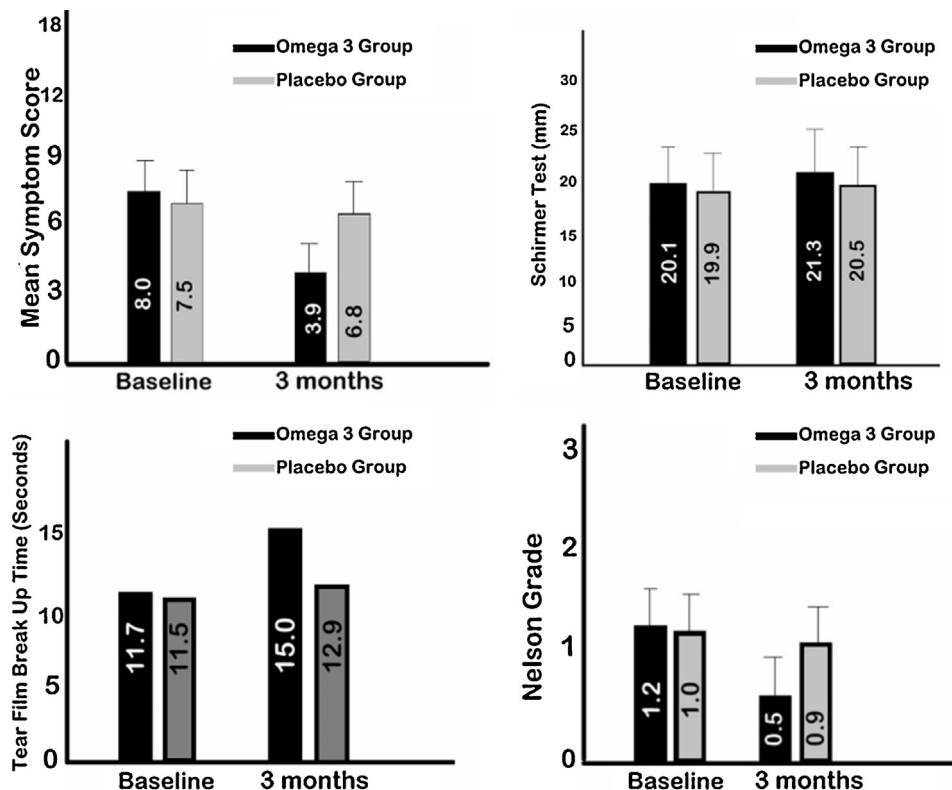 Mean Symptom Score
18
12
9
6
3
0
Omega 3 Group
Placebo Group
8.0
7.5
3.9
6.8
Baseline
3 months
Schirmer Test (mm)
30
25
20
15
10
5
0
Omega 3 Group
Placebo Group
20.1
19.9
21.3
20.5
Baseline
3 months
Tear Film Break Up Time (Seconds)
15
10
5
0
Omega 3 Group
Placebo Group
11.7
11.5
15.0
12.9
Baseline
3 months
Nelson Grade
3
2
1
0
Omega 3 Group
Placebo Group
1.2
1.0
0.5
0.9
Baseline
3 months